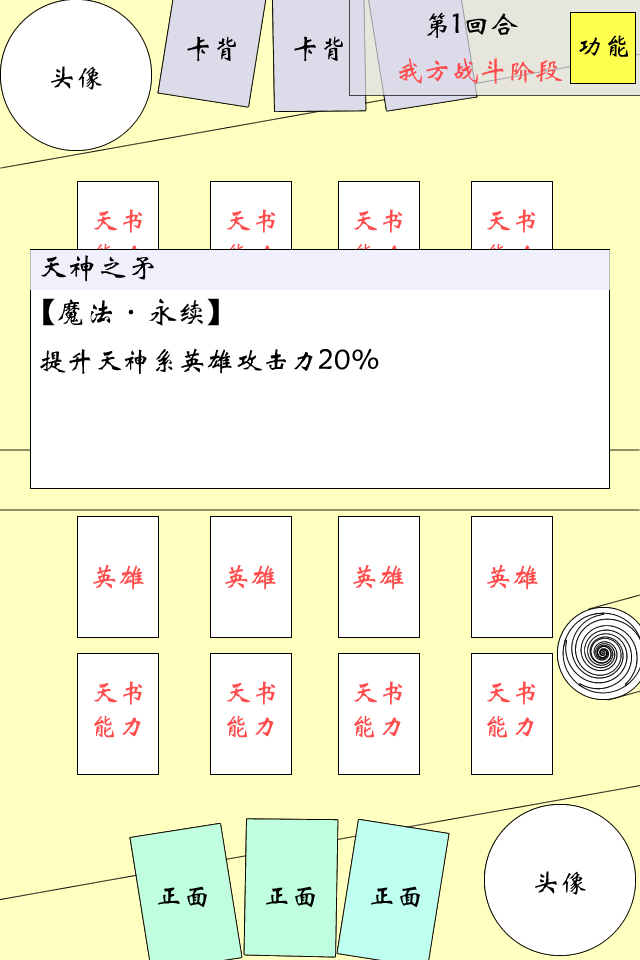 头像
卡背
卡背
第1回合
我方战斗阶段
功能
天书
天书
天书
天书
天神之矛
【魔法·永续】
提升天神系英雄攻击力20%
英雄
英雄
英雄
英雄
天书
能力
天书
能力
天书
能力
天书
能力
正面
正面
正面
头像